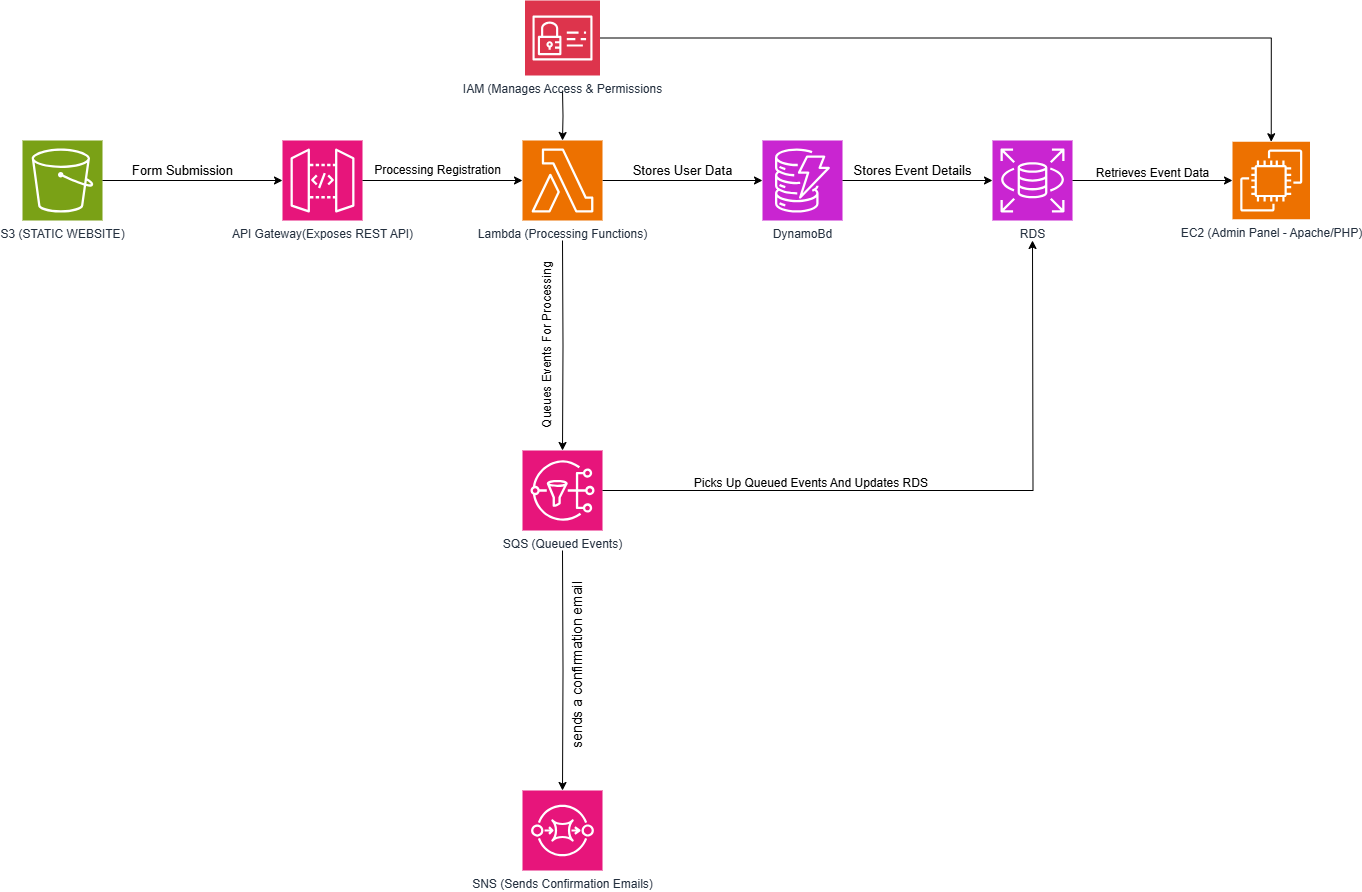 IAM (Manages Access & Permissions
Form Submission
Processing Registration
Stores User Data
Stores Event Details
Retrieves Event Data
S3 (STATIC WEBSITE)
API Gateway(Exposes REST API)
Lambda (Processing Functions)
DynamoBd
RDS
EC2 (Admin Panel - Apache/PHP)
Queues Events For Processing
Picks Up Queued Events And Updates RDS
SQS (Queued Events)
sends a confirmation email
SNS (Sends Confirmation Emails)